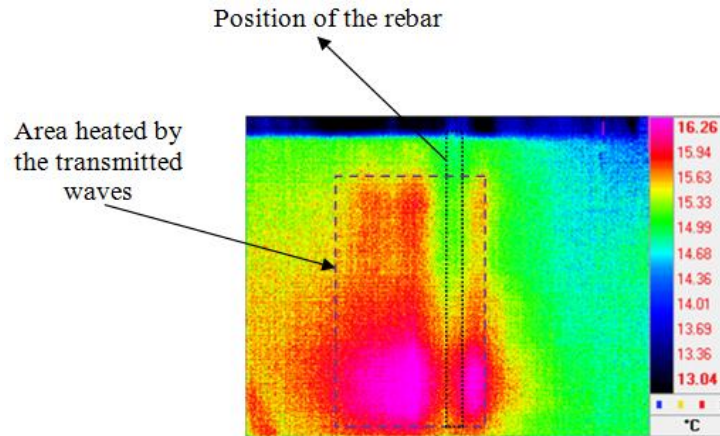 Position of the rebar
Area heated by
the transmitted
waves
16.26
15.94
15.63
15.33
14.99
14.68
14.36
14.01
13.69
13.36
13.04
°C